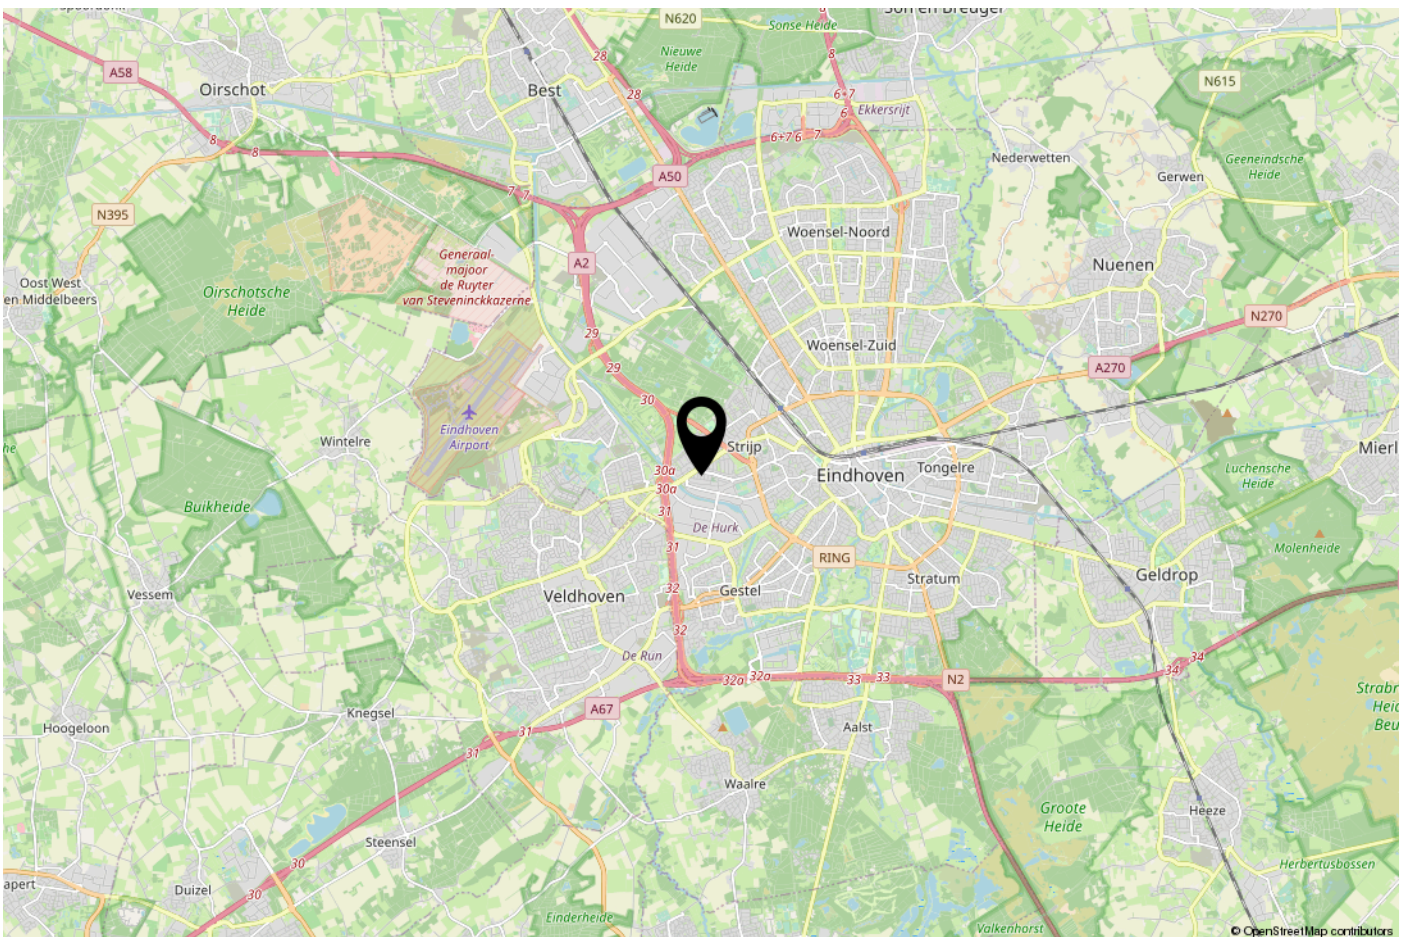 N620
Sonse Heide
28
A58
Oirschot
Best
Nieuwe
Heide
28
6+7
6
Ekkersrijt
N615
8
8
6+7 6
7
Nederwetten
Gerwen
Geeneindsche
Heide
A50
7
7
N395
Woensel-Noord
Generaal-
majoor
de Ruyter
van Steveninckkazerne
A2
Nuenen
Oost West
en Middelbeers
Oirschotsche
Heide
N270
29
Woensel-Zuid
29
A270
30
Eindhoven
Airport
Wintelre
Strijp
Mierl
30a
Eindhoven
Tongelre
Luchensche
Heide
30a
Buikheide
31
De Hurk
31
RING
Molenheide
Geldrop
Stratum
32
Gestel
Vessem
Veldhoven
32
De Run
34
34
32a
32a
33
33
N2
Strabr
Heid
Beu
A67
Knegsel
Hoogeloon
31
31
Aalst
Waalre
Groote
Heide
Heeze
Steensel
30
Herbertusbossen
apert
Duizel
30
Einderheide
Valkenhorst
© OpenStreetMap contributors